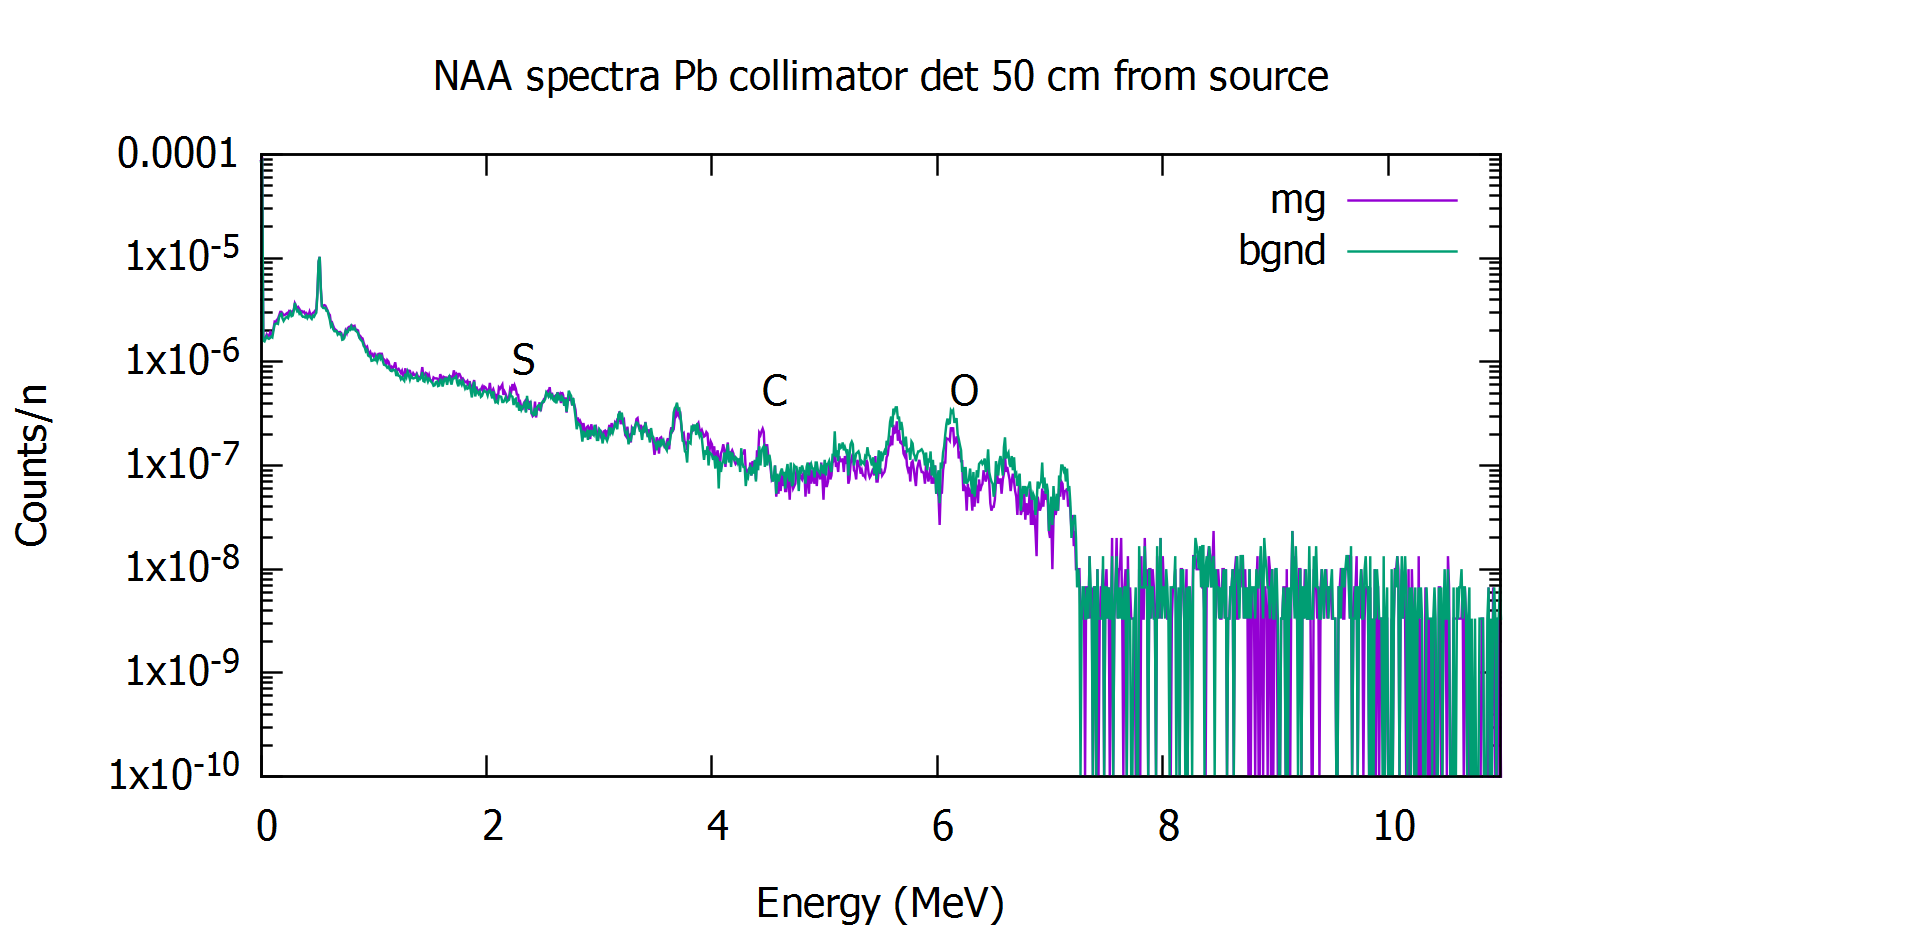 NAA spectra Pb collimator det 50 cm from source
0.0001
1x10-5
1x10-6
1x10-7
1x10-8
1x10-9
1x10-10
Counts/n
mg
bgnd
S
C
O
0 2 4 6 8 10
Energy (MeV)